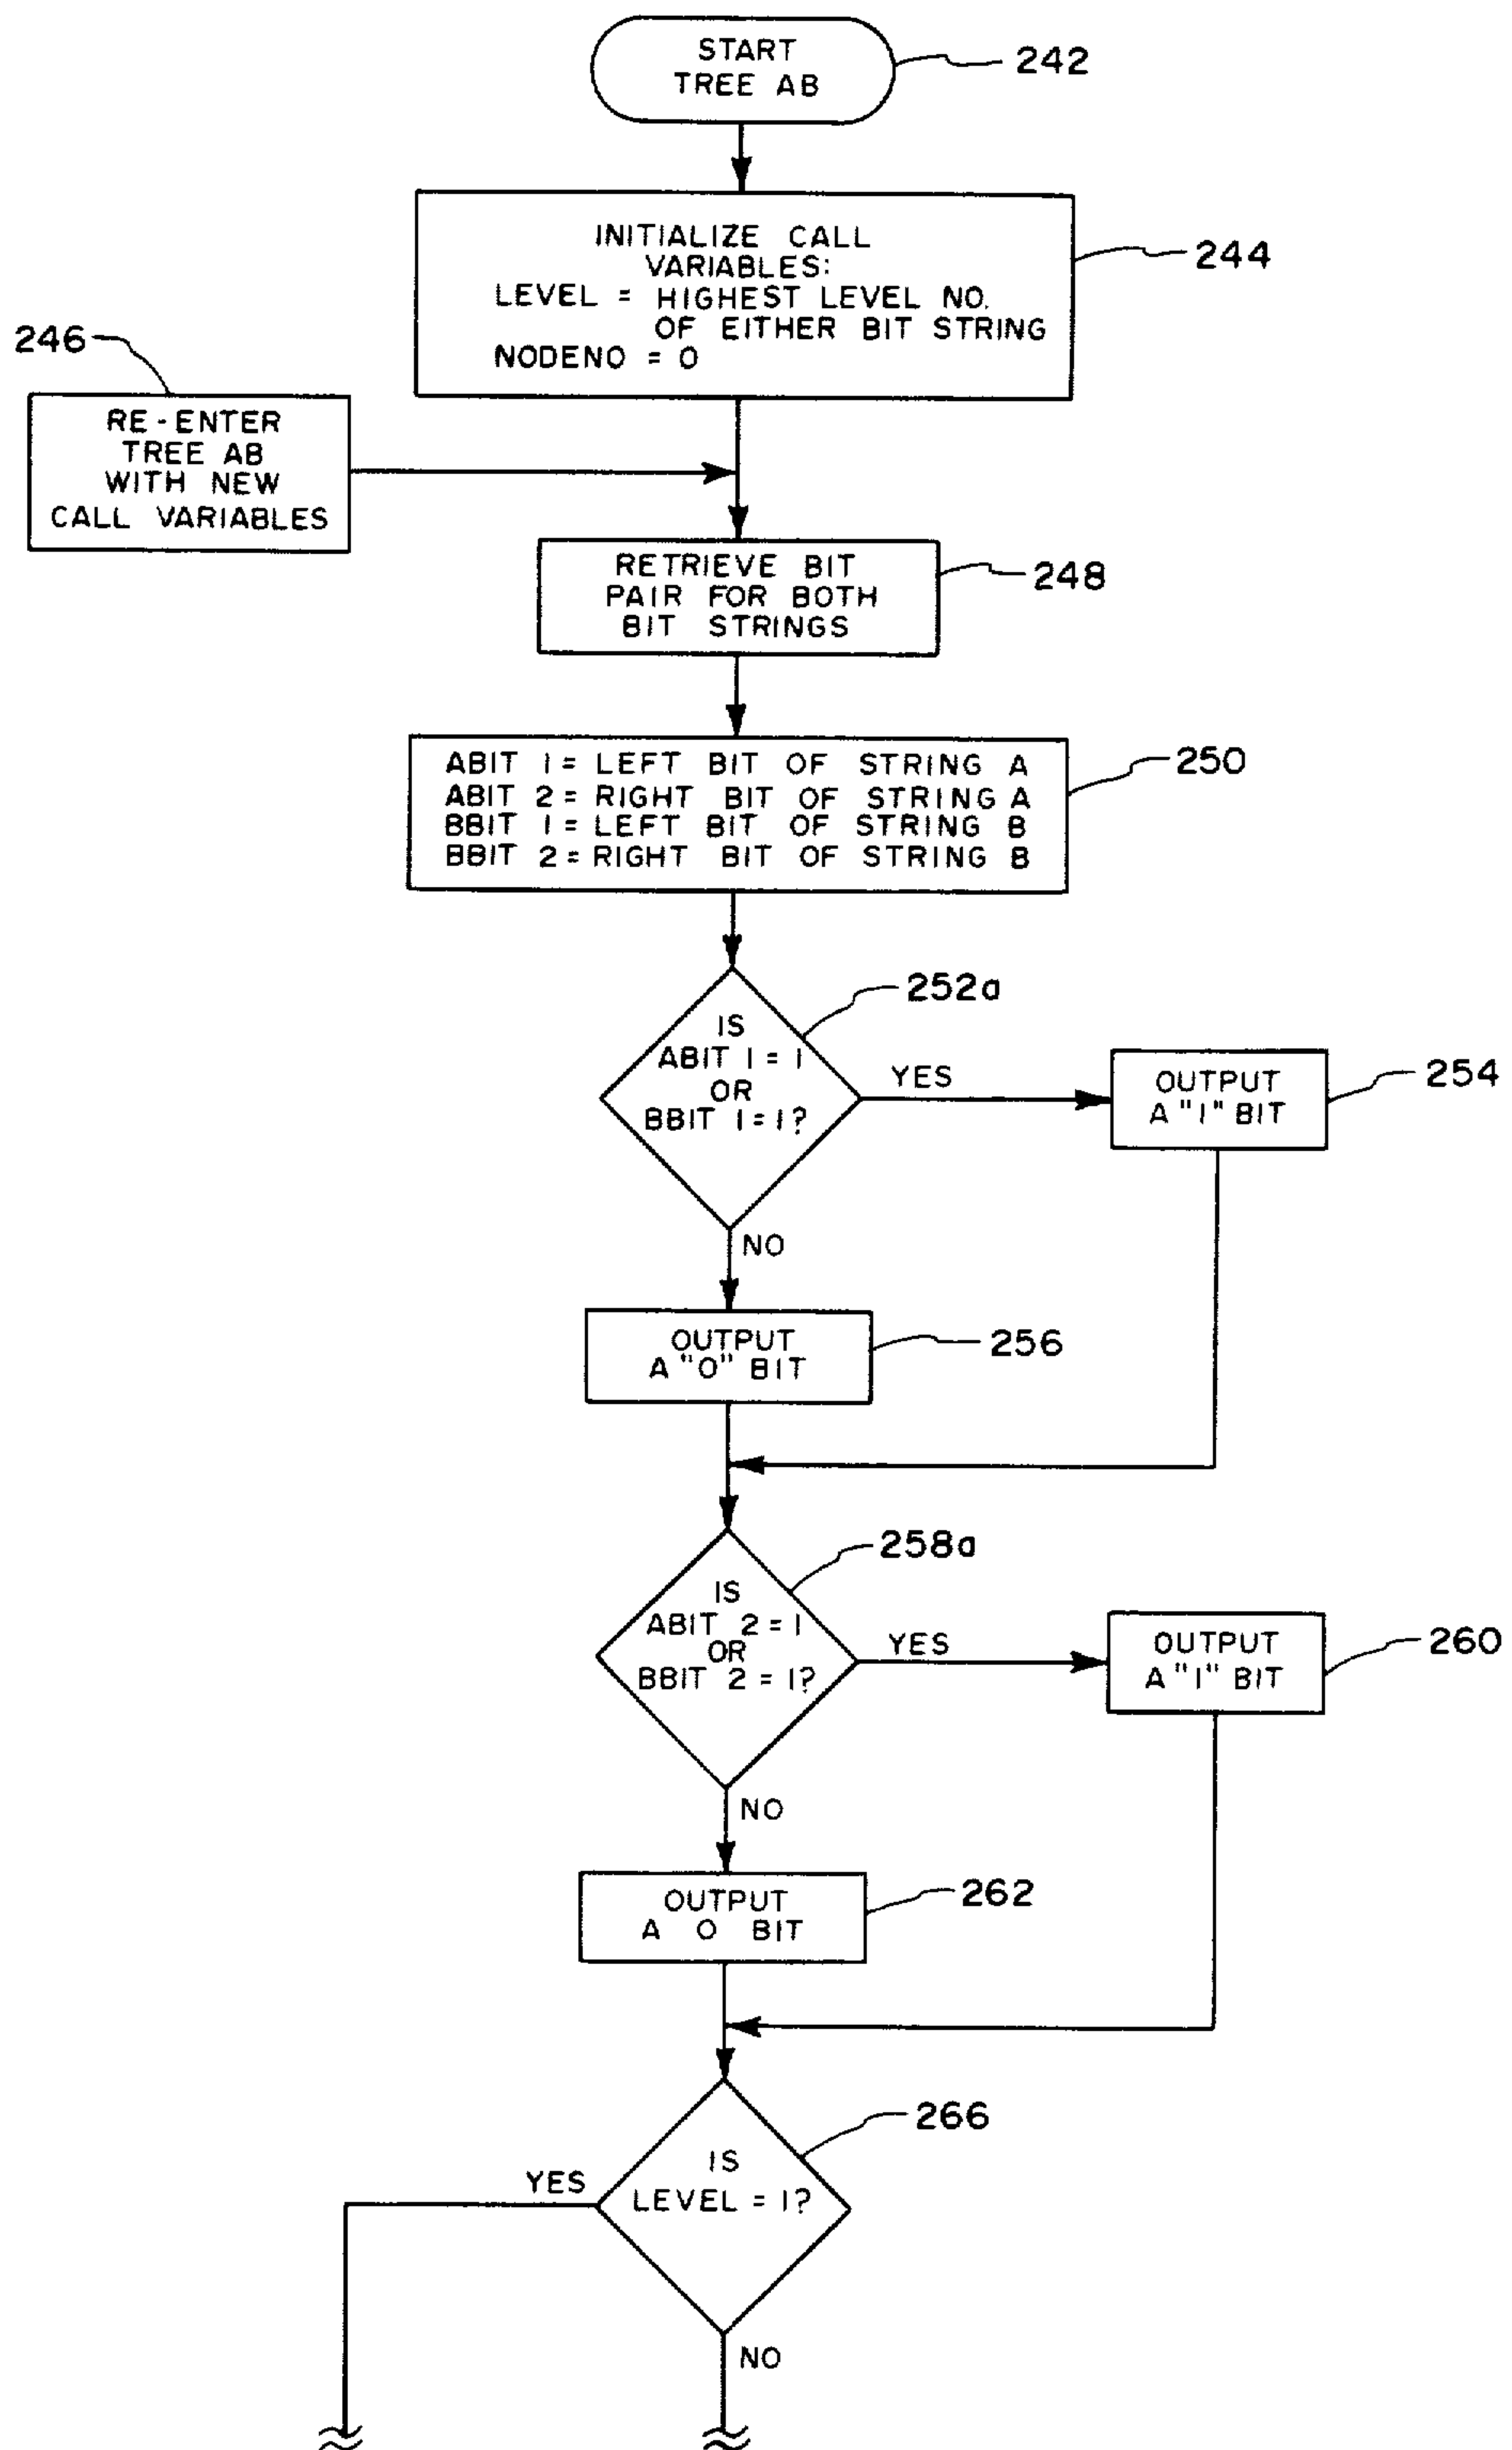 START
TREE AB
242
INITIALIZE CALL
VARIABLES:
LEVEL = HIGHEST LEVEL NO.
OF EITHER BIT STRING
NODENO = 0
244
246
RE-ENTER
TREE AB
WITH NEW
CALL VARIABLES
RETRIEVE BIT
PAIR FOR BOTH
BIT STRINGS
248
ABIT 1 = LEFT BIT OF STRING A
ABIT 2 = RIGHT BIT OF STRING A
BBIT 1 = LEFT BIT OF STRING B
BBIT 2 = RIGHT BIT OF STRING B
250
252a
IS
ABIT 1 = 1
OR
BBIT 1 = 1?
YES
OUTPUT
A "1" BIT
254
NO
OUTPUT
A "0" BIT
256
258a
IS
ABIT 2 = 1
OR
BBIT 2 = 1?
YES
OUTPUT
A "1" BIT
260
NO
OUTPUT
A 0 BIT
262
266
IS
LEVEL = 1?
YES
NO